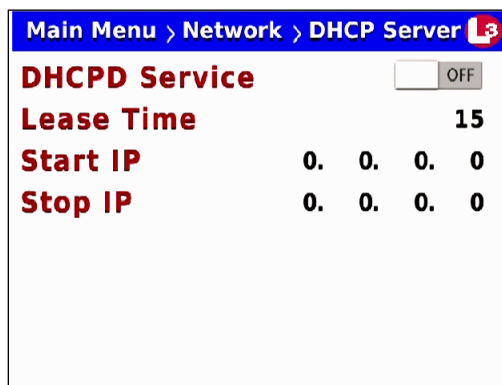 Main Menu > Network > DHCP Server L3
DHCPD Service OFF
Lease Time 15
Start IP 0. 0. 0. 0
Stop IP 0. 0. 0. 0